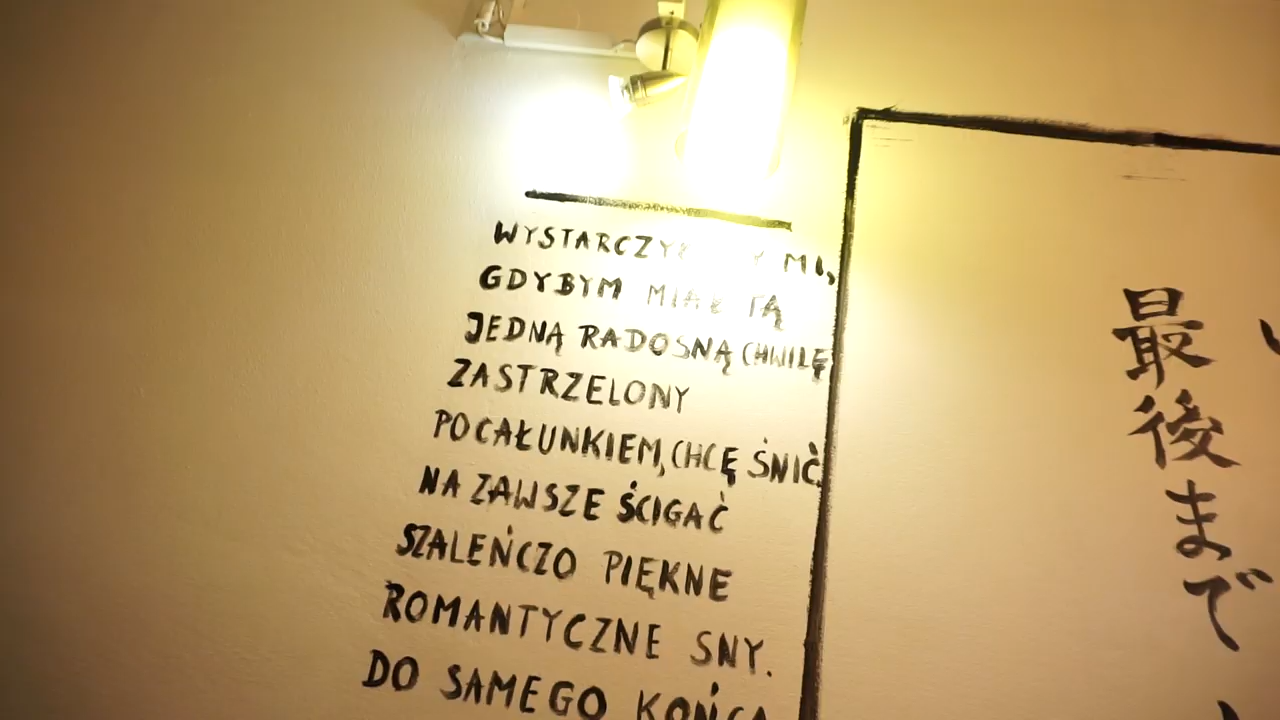 WYSTARCZY MI,
GDYBYM MIAŁ TĄ
JEDNĄ RADOSNĄ CHWILĘ
ZASTRZELONY
POCAŁUNKIEM, CHCĘ ŚNIĆ,
NA ZAWSZE ŚCIGAĆ
SZALEŃCZO PIĘKNE
ROMANTYCZNE SNY.
DO SAMEGO KOŃCA
最後まで